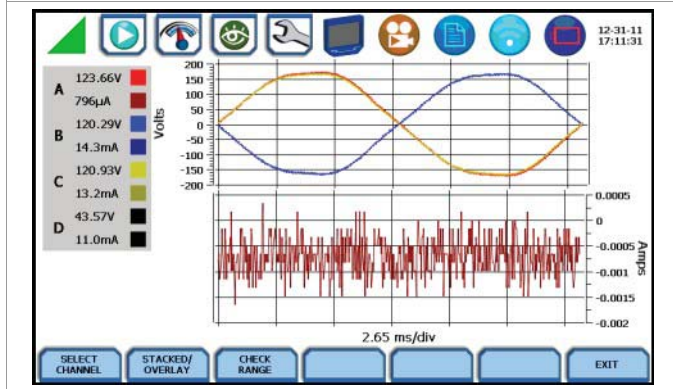 12-31-11
17:11:31
A
123.66V
796µA
B
120.29V
14.3mA
C
120.93V
13.2mA
D
43.57V
11.0mA
Volts
200
150
100
50
0
-50
-100
-150
-200
0.0005
0
-0.0005
-0.001
-0.0015
-0.002
Amps
2.65 ms/div
SELECT
CHANNEL
STACKED/
OVERLAY
CHECK
RANGE
EXIT